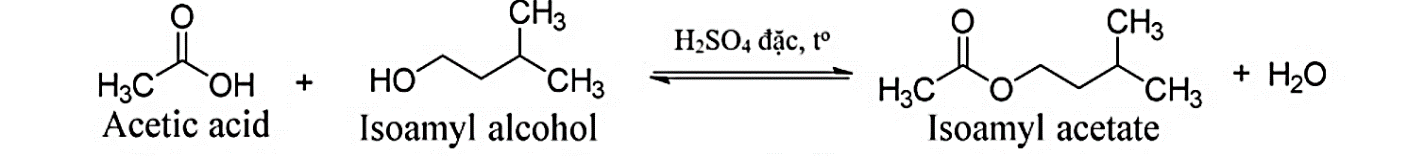 O CH₃ O CH₃
H₂SO₄ đặc, tº
H₃C OH + HO CH₃ H₃C O CH₃ + H₂O
Acetic acid Isoamyl alcohol Isoamyl acetate